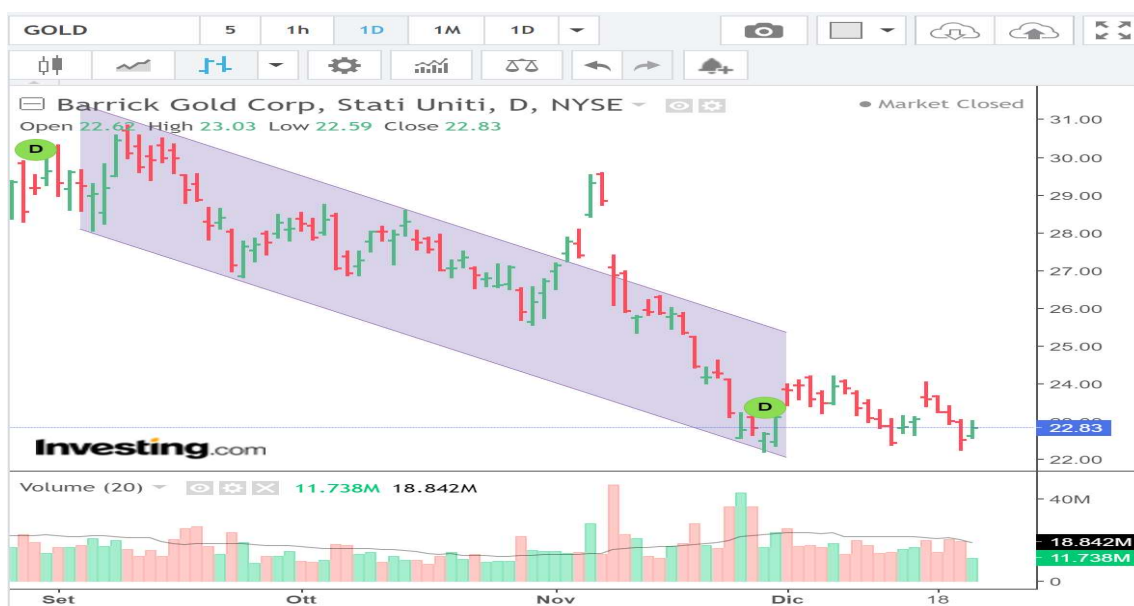 GOLD 5 1h 1D 1M 1D
Barrick Gold Corp, Stati Uniti, D, NYSE
Market Closed
Open 22.62 High 23.03 Low 22.59 Close 22.83
D
D
31.00
30.00
29.00
28.00
27.00
26.00
25.00
24.00
23.00
22.83
22.00
Investing.com
Volume (20) 11.738M 18.842M
40M
18.842M
11.738M
0
Set Ott Nov Dic 18